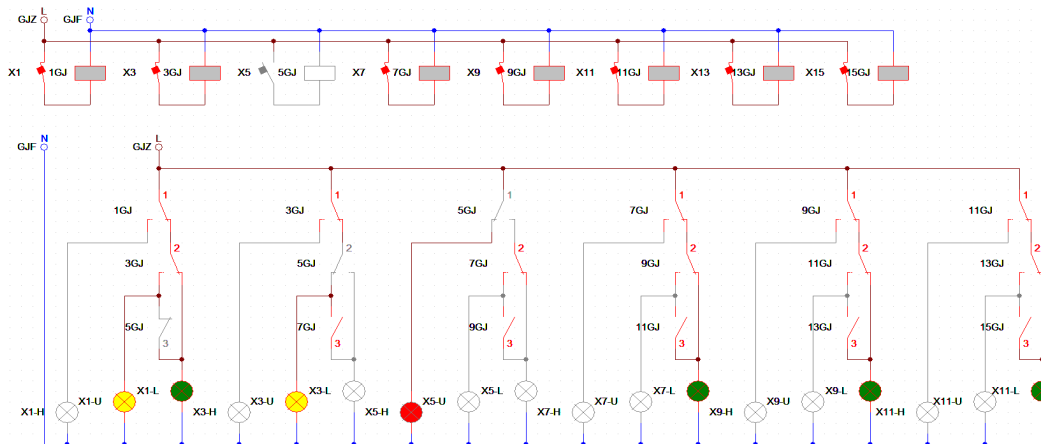 L N
GJZ GJF
X1 1GJ X3 3GJ X5 5GJ X7 7GJ X9 9GJ X11 11GJ X13 13GJ X15 15GJ
N L
GJF GJZ
1 1 1 1 1 1
1GJ 3GJ 5GJ 7GJ 9GJ 11GJ
2 2 2 2 2 2
3GJ 5GJ 7GJ 9GJ 11GJ 13GJ
5GJ 7GJ 9GJ 11GJ 13GJ 15GJ
3 3 3 3 3 3
X1-L X3-L X5-L X7-L X9-L X11-L
X1-H X1-U X3-H X3-U X5-H X5-U X7-H X7-U X9-H X9-U X11-H X11-U